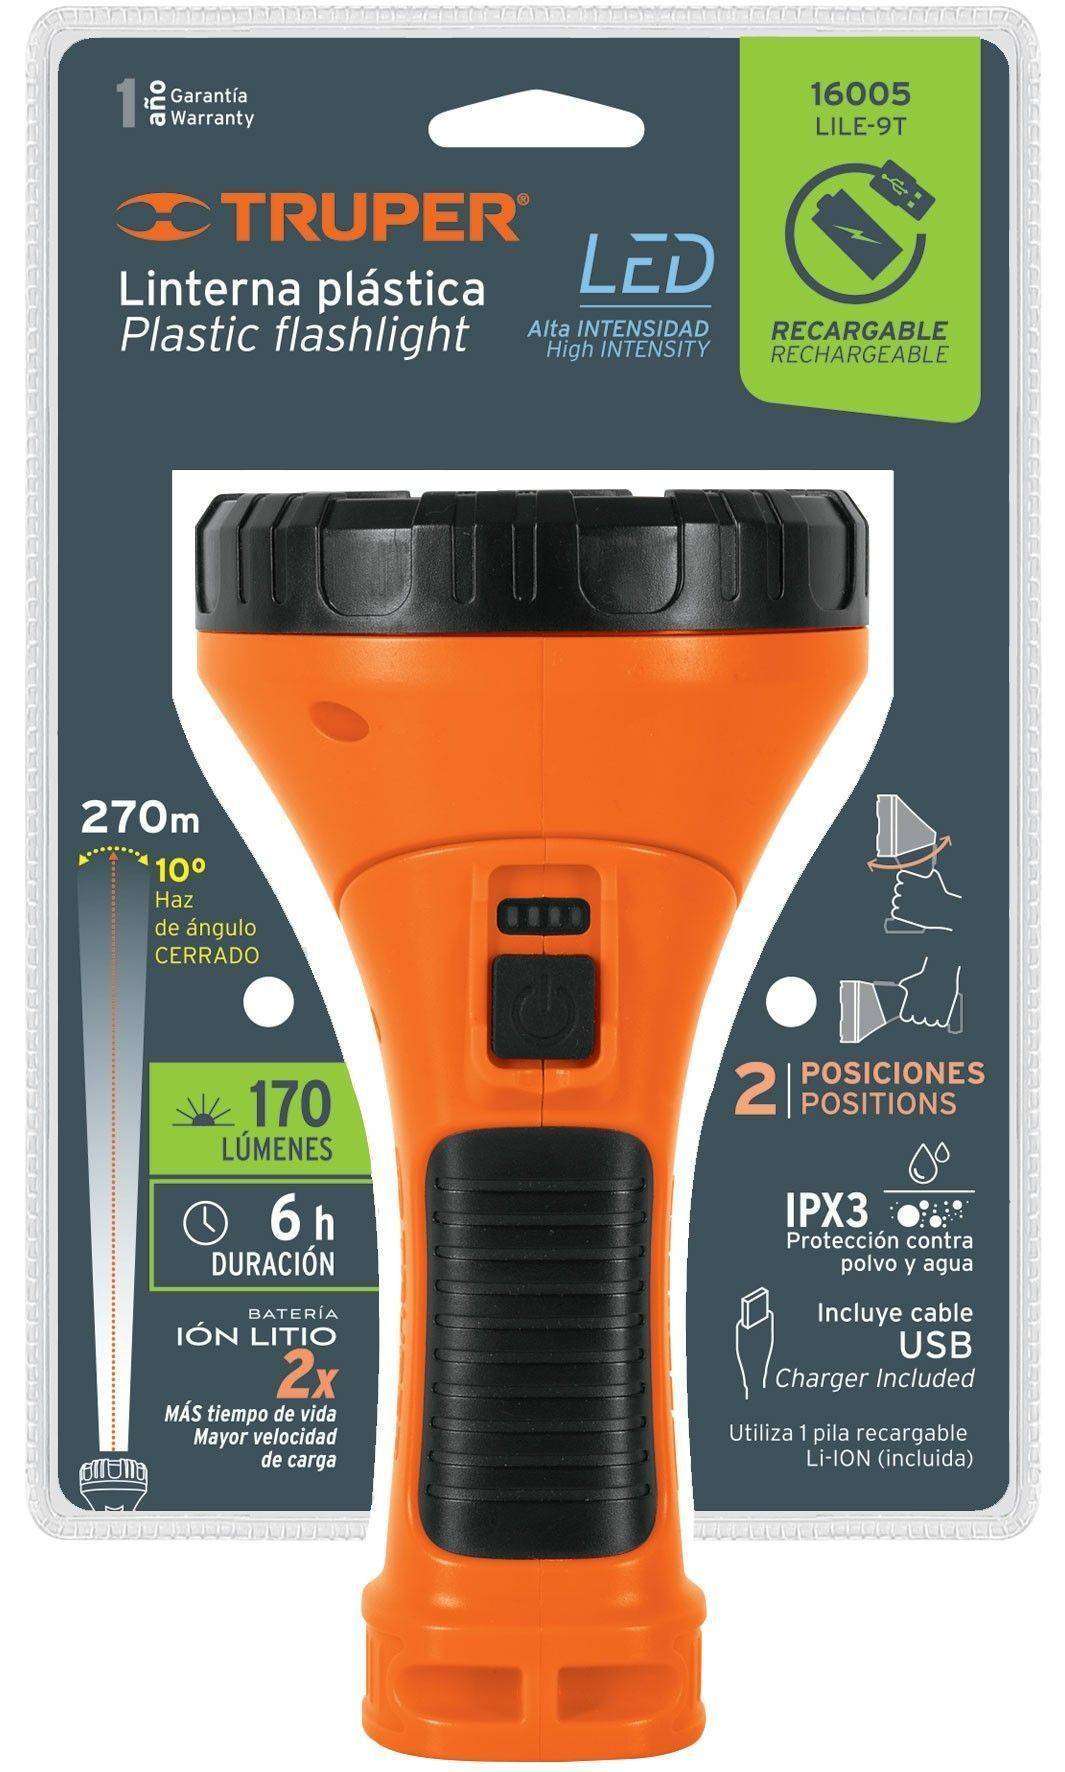 1 año Garantía
Warranty
16005
LILE-9T
TRUPER®
Linterna plástica
Plastic flashlight
LED
Alta INTENSIDAD
High INTENSITY
RECARGABLE
RECHARGEABLE
270m
10º
Haz
de ángulo
CERRADO
170
LÚMENES
6 h
DURACIÓN
BATERÍA
IÓN LITIO
2x
MÁS tiempo de vida
Mayor velocidad
de carga
2 POSICIONES
POSITIONS
IPX3
Protección contra
polvo y agua
Incluye cable
USB
Charger Included
Utiliza 1 pila recargable
Li-ION (incluida)